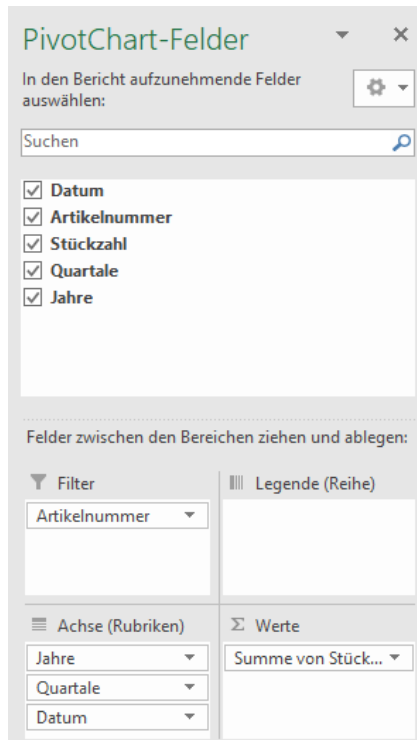 PivotChart-Felder
In den Bericht aufzunehmende Felder
auswählen:
Suchen
Datum
Artikelnummer
Stückzahl
Quartale
Jahre
Felder zwischen den Bereichen ziehen und ablegen:
Filter
Legende (Reihe)
Artikelnummer
Achse (Rubriken)
Σ Werte
Jahre
Summe von Stück...
Quartale
Datum